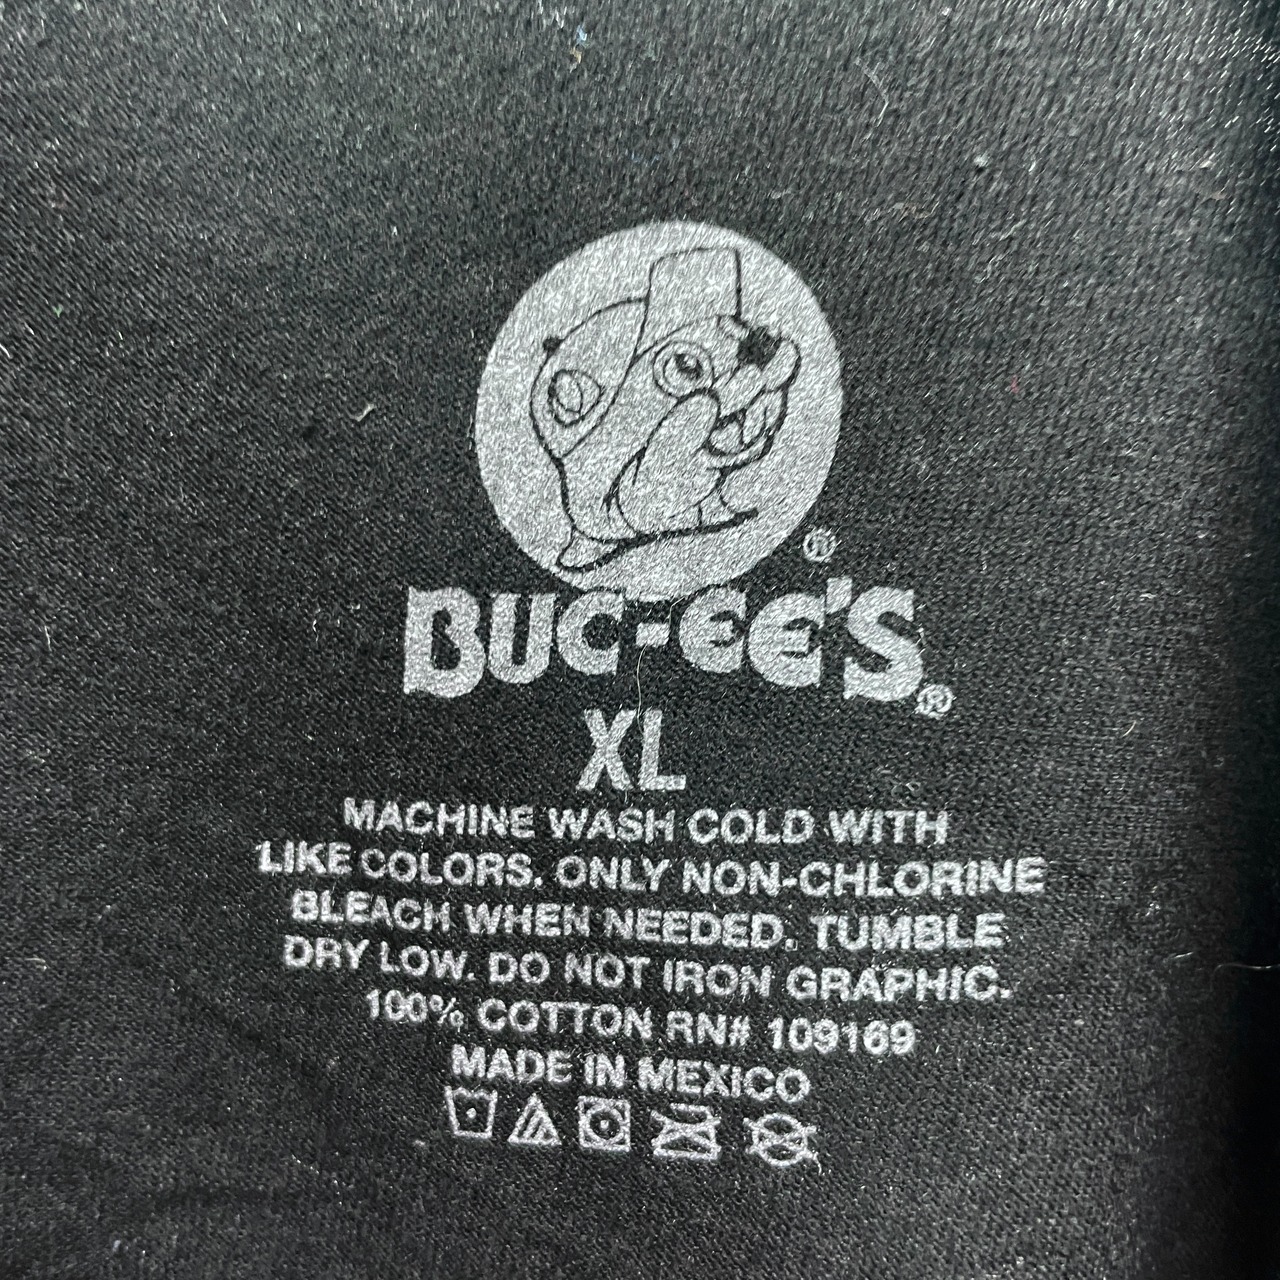 ®
BUC-EE'S®
XL
MACHINE WASH COLD WITH
LIKE COLORS. ONLY NON-CHLORINE
BLEACH WHEN NEEDED. TUMBLE
DRY LOW. DO NOT IRON GRAPHIC.
100% COTTON RN# 109169
MADE IN MEXICO